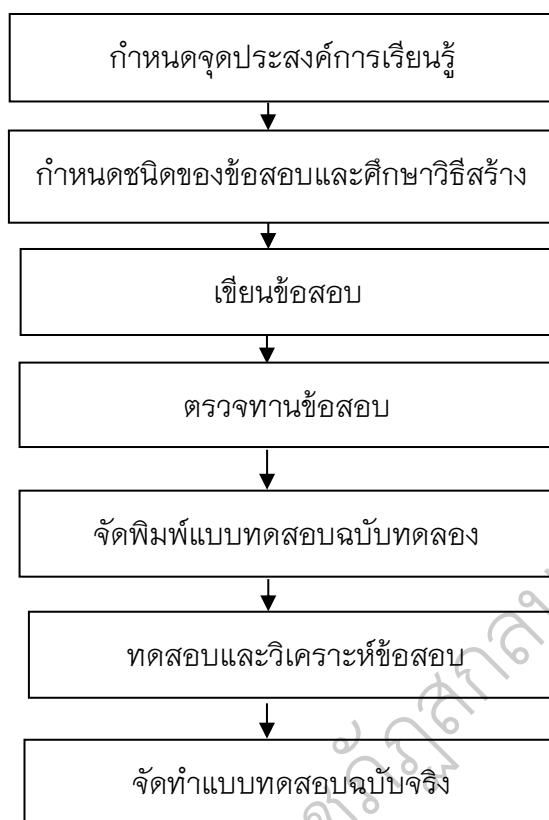 กำหนดจุดประสงค์การเรียนรู้
กำหนดชนิดของข้อสอบและศึกษาวิธีสร้าง
เขียนข้อสอบ
ตรวจทานข้อสอบ
จัดพิมพ์แบบทดสอบฉบับทดลอง
ทดสอบและวิเคราะห์ข้อสอบ
จัดทำแบบทดสอบฉบับจริง